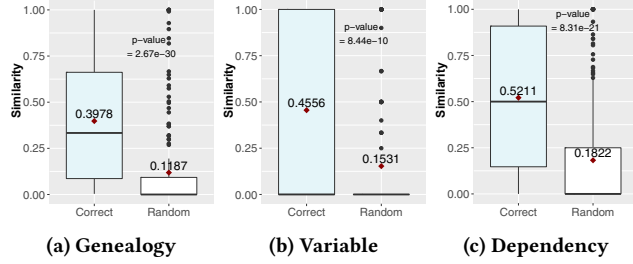 Similarity
1.00
0.75
0.50
0.25
0.00
p-value
= 2.67e-30
0.3978
0.1187
Correct
Random
(a) Genealogy
Similarity
1.00
0.75
0.50
0.25
0.00
p-value
= 8.44e-10
0.4556
0.1531
Correct
Random
(b) Variable
Similarity
1.00
0.75
0.50
0.25
0.00
p-value
= 8.31e-21
0.5211
0.1822
Correct
Random
(c) Dependency